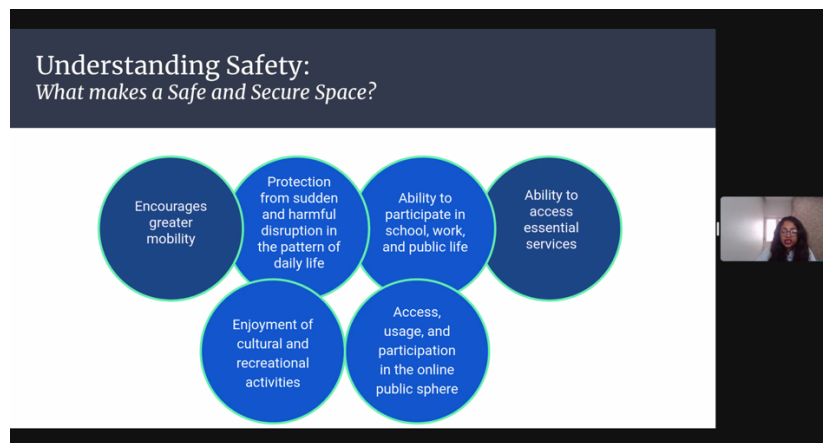 Understanding Safety:
What makes a Safe and Secure Space?
Encourages
greater
mobility
Protection
from sudden
and harmful
disruption in
the pattern of
daily life
Ability to
participate in
school, work,
and public life
Ability to
access
essential
services
Enjoyment of
cultural and
recreational
activities
Access,
usage, and
participation
in the online
public sphere